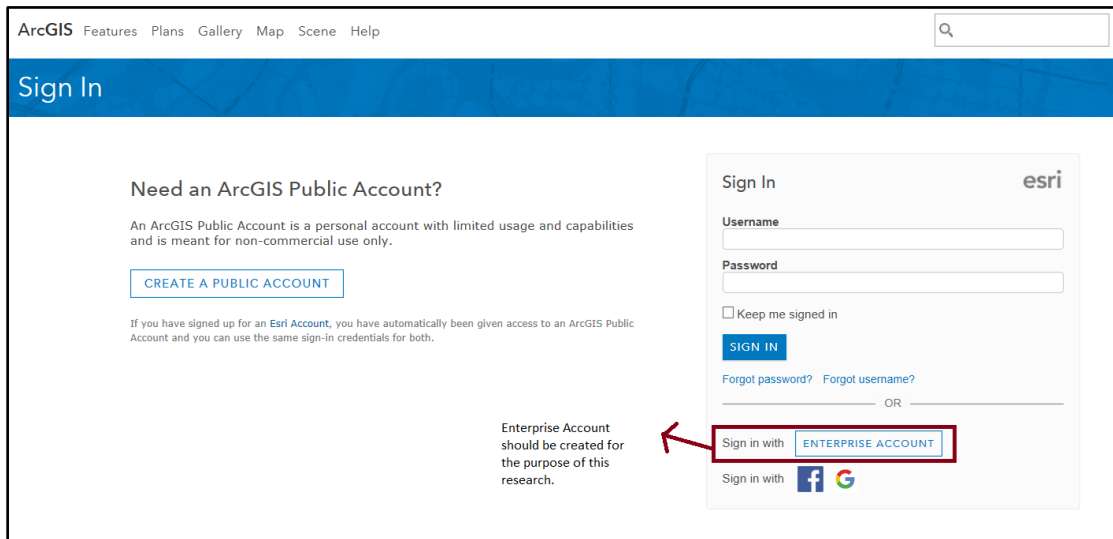 ArcGIS Features Plans Gallery Map Scene Help
Sign In
Need an ArcGIS Public Account?
An ArcGIS Public Account is a personal account with limited usage and capabilities
and is meant for non-commercial use only.
CREATE A PUBLIC ACCOUNT
If you have signed up for an Esri Account, you have automatically been given access to an ArcGIS Public
Account and you can use the same sign-in credentials for both.
Sign In
esri
Username
Password
Keep me signed in
SIGN IN
Forgot password? Forgot username?
OR
Sign in with ENTERPRISE ACCOUNT
Sign in with f G
Enterprise Account
should be created for
the purpose of this
research.